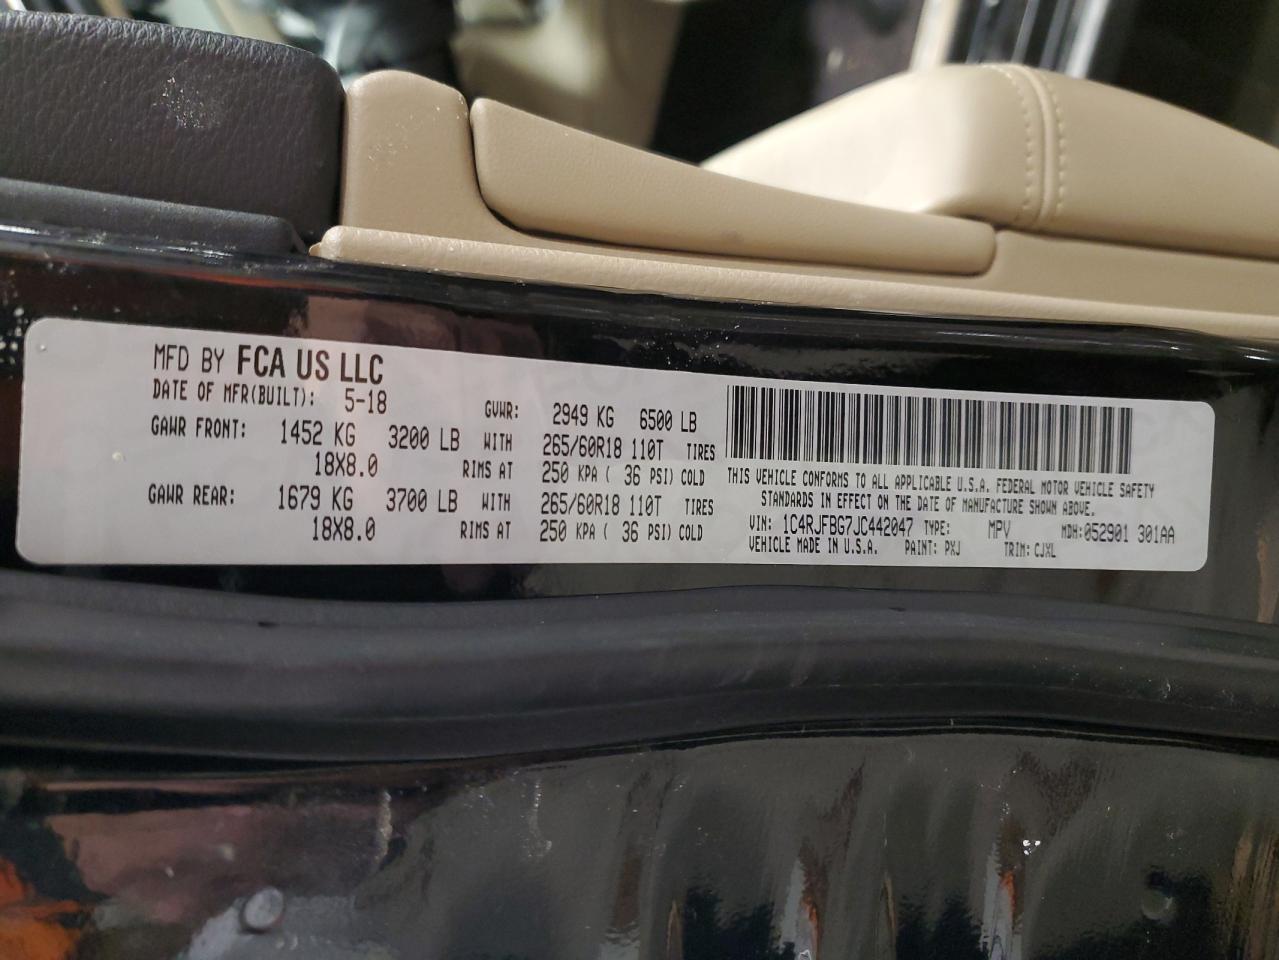 MFD BY FCA US LLC
DATE OF MFR(BUILT): 5-18 GVWR: 2949 KG 6500 LB
GAWR FRONT: 1452 KG 3200 LB WITH 265/60R18 110T TIRES
18X8.0 RIMS AT 250 KPA ( 36 PSI) COLD
GAWR REAR: 1679 KG 3700 LB WITH 265/60R18 110T TIRES
18X8.0 RIMS AT 250 KPA ( 36 PSI) COLD
THIS VEHICLE CONFORMS TO ALL APPLICABLE U.S.A. FEDERAL MOTOR VEHICLE SAFETY
STANDARDS IN EFFECT ON THE DATE OF MANUFACTURE SHOWN ABOVE.
VIN: 1C4RJFBG7JC442047 TYPE: MPV MDH:052901 301AA
VEHICLE MADE IN U.S.A. PAINT: PXJ TRIM: CJXL